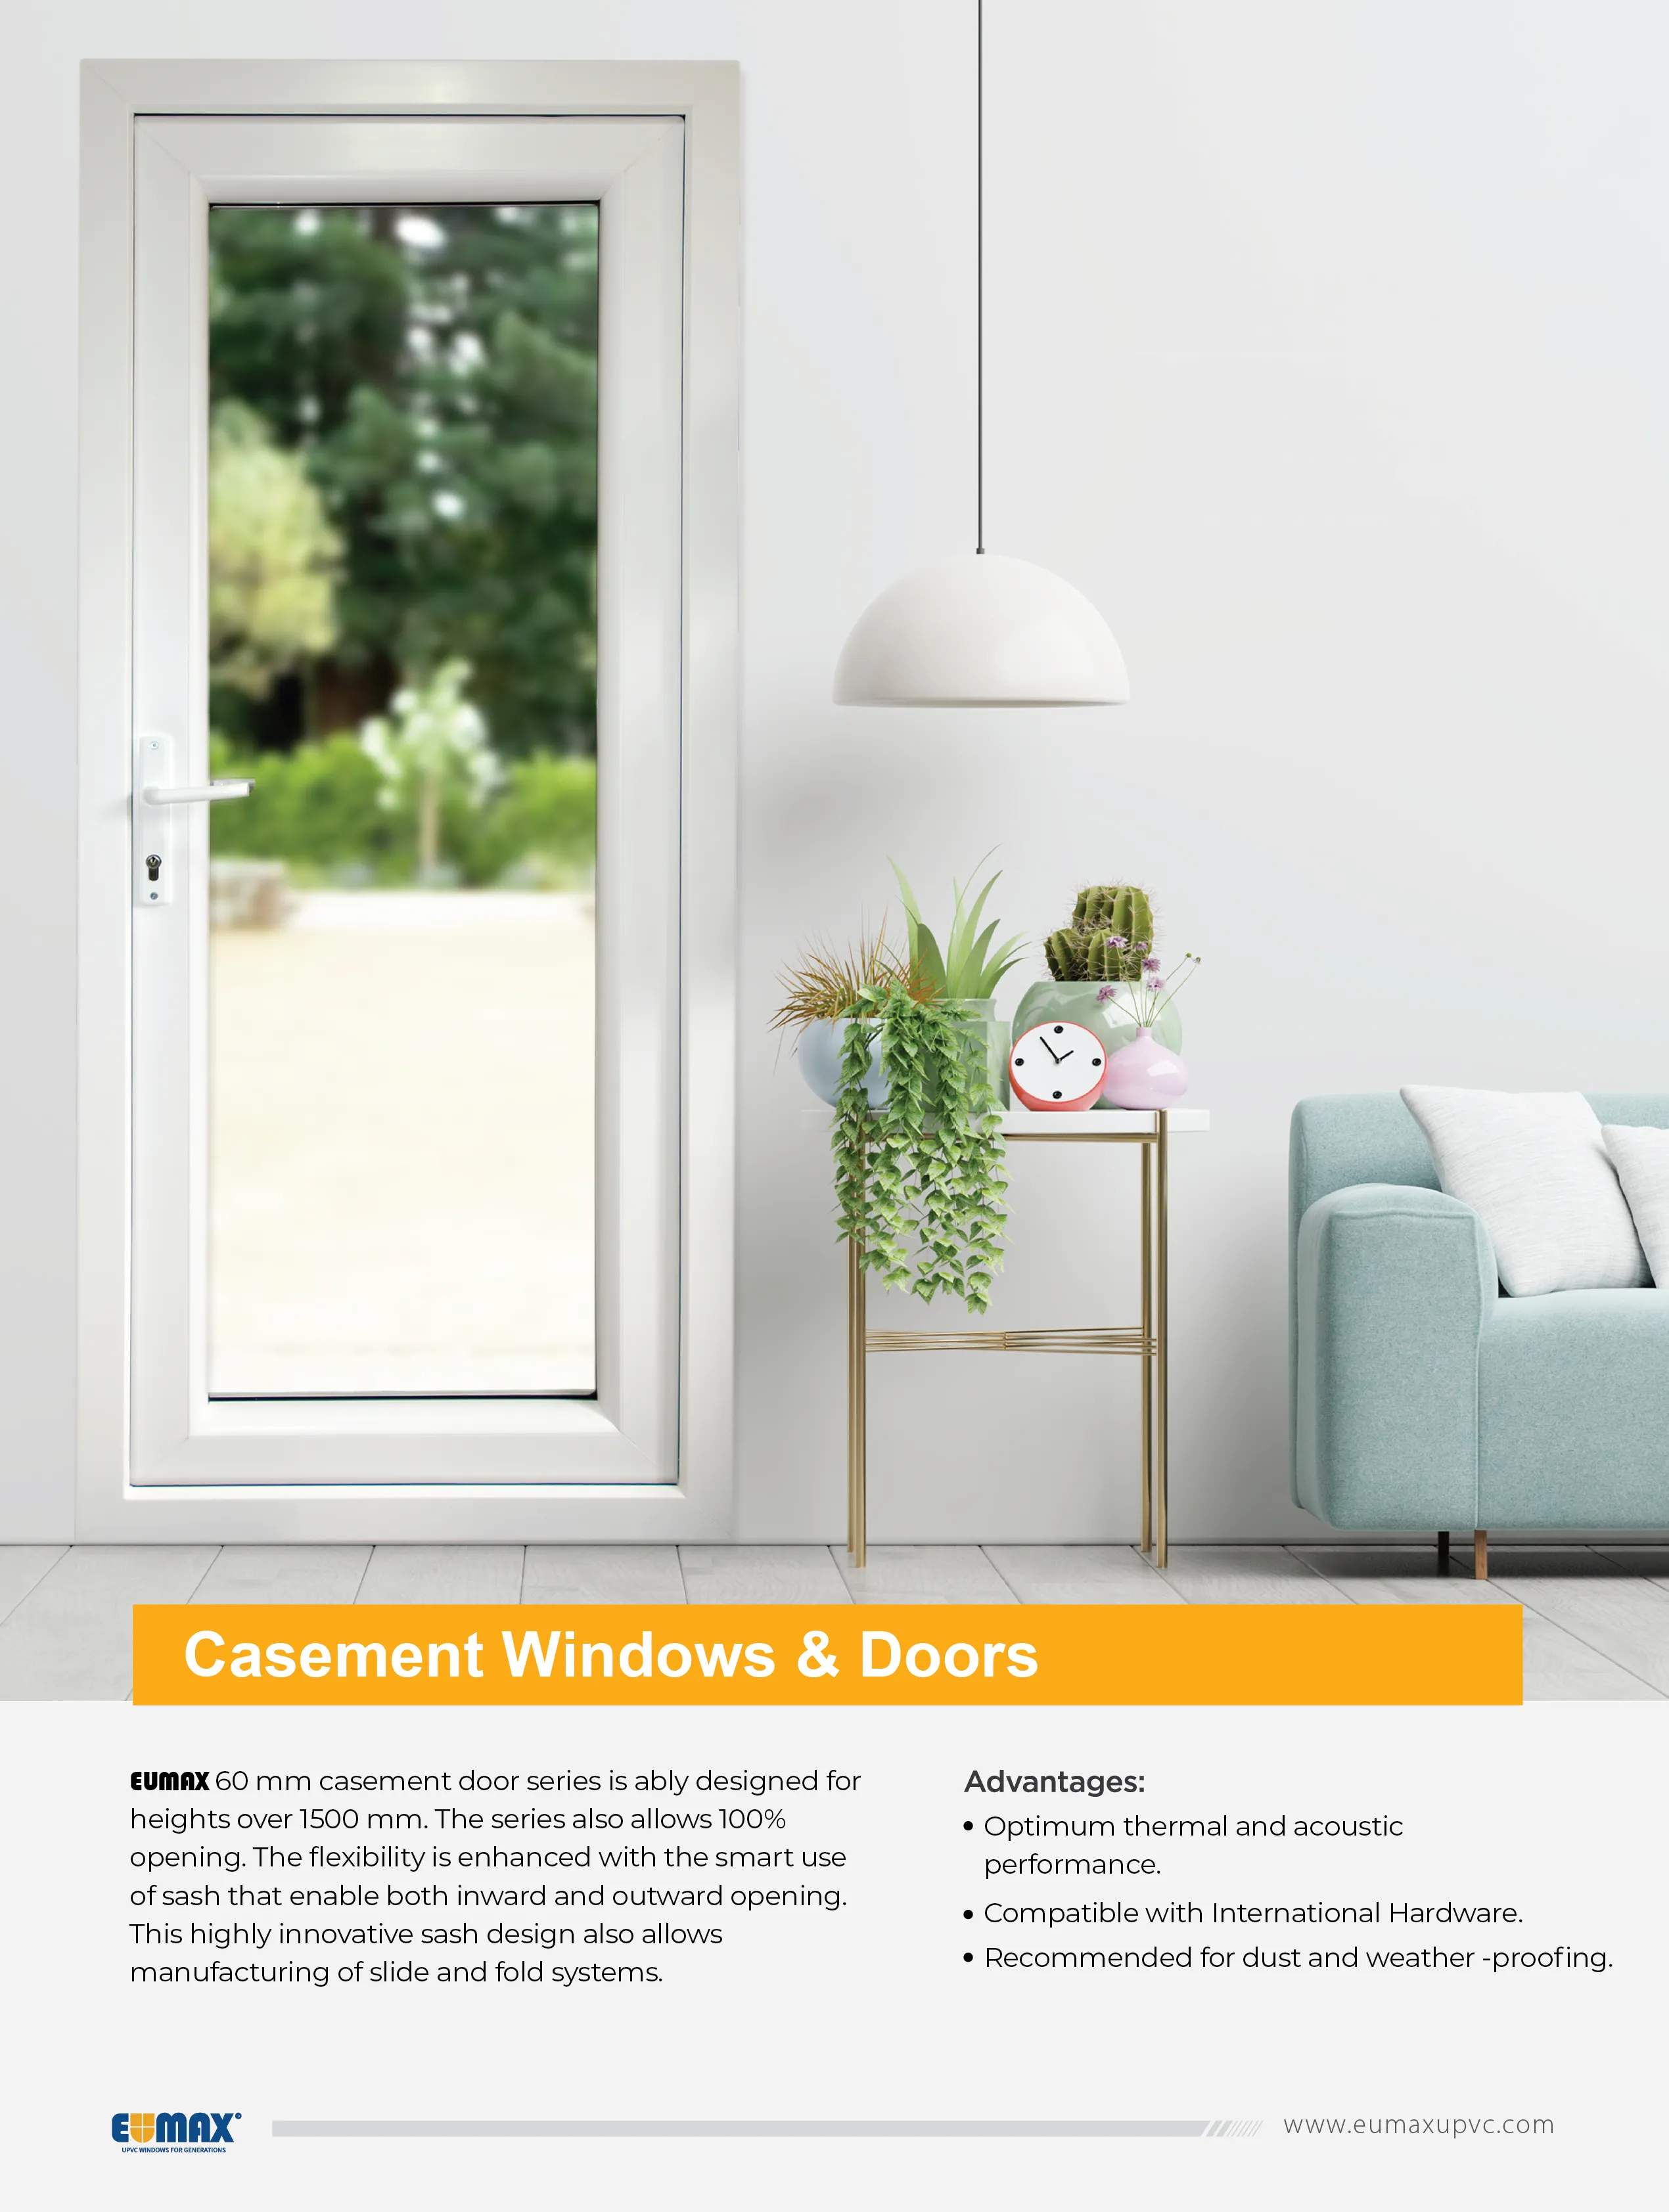 Casement Windows & Doors
EUMAX 60 mm casement door series is ably designed for
heights over 1500 mm. The series also allows 100%
opening. The flexibility is enhanced with the smart use
of sash that enable both inward and outward opening.
This highly innovative sash design also allows
manufacturing of slide and fold systems.
Advantages:
• Optimum thermal and acoustic
performance.
• Compatible with International Hardware.
• Recommended for dust and weather -proofing.
EUMAX®
UPVC WINDOWS FOR GENERATIONS
www.eumaxupvc.com